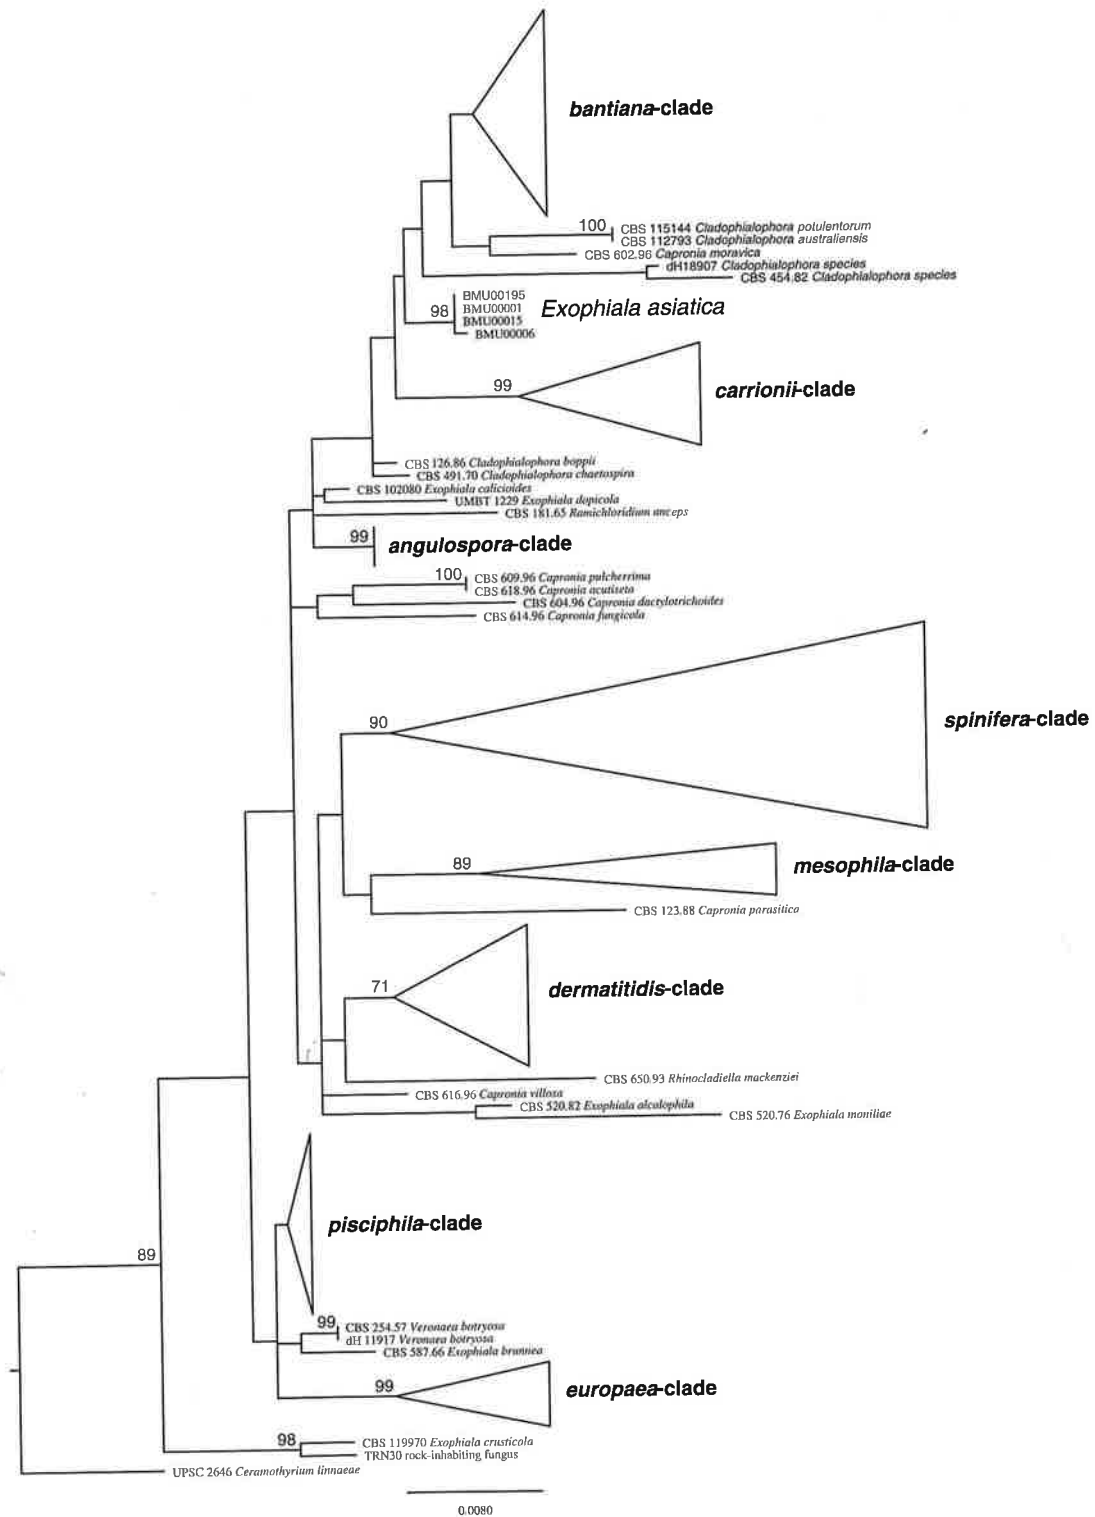 bantiana-clade
100
CBS 115144 Cladophialophora potulentorum
CBS 112793 Cladophialophora australiensis
CBS 602.96 Capronia moravica
dH18907 Cladophialophora species
CBS 454.82 Cladophialophora species
BMU00195
BMU00001
98
Exophiala asiatica
BMU00015
BMU00006
99
carrionii-clade
CBS 126.86 Cladophialophora boppii
CBS 491.70 Cladophialophora chaetospira
CBS 102080 Exophiala calicioides
UMBT 1229 Exophiala dopicola
CBS 181.65 Ramichloridium anceps
99
angulospora-clade
100
CBS 609.96 Capronia pulcherrima
CBS 618.96 Capronia acutiseta
CBS 604.96 Capronia dactylotrichoides
CBS 614.96 Capronia fungicola
90
spinifera-clade
89
mesophila-clade
CBS 123.88 Capronia parasitica
71
dermatitidis-clade
CBS 650.93 Rhinocladiella mackenziei
CBS 616.96 Capronia villosa
CBS 520.82 Exophiala alcalophila
CBS 520.76 Exophiala moniliae
pisciphila-clade
89
99
CBS 254.57 Veronaea botryosa
dH 11917 Veronaea botryosa
CBS 587.66 Exophiala brunnea
99
europaea-clade
98
CBS 119970 Exophiala crusticola
TRN30 rock-inhabiting fungus
UPSC 2646 Ceramothyrium linnaeae
0.0080